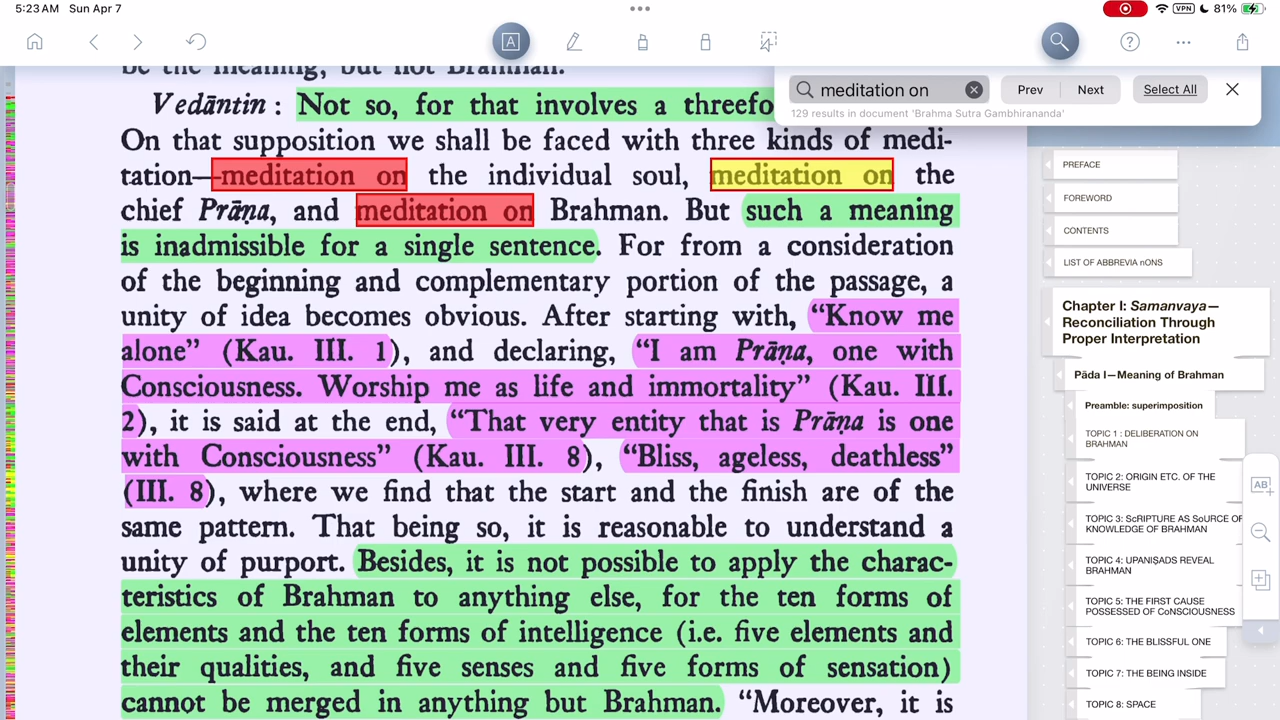 5:23 AM Sun Apr 7
VPN 81%
A
meditation on
Prev
Next
Select All
129 results in document 'Brahma Sutra Gambhirananda'
be the meaning, but not Brahman.
Vedāntin : Not so, for that involves a threefo
On that supposition we shall be faced with three kinds of medi-
tation—meditation on the individual soul, meditation on the
chief Prāṇa, and meditation on Brahman. But such a meaning
is inadmissible for a single sentence. For from a consideration
of the beginning and complementary portion of the passage, a
unity of idea becomes obvious. After starting with, “Know me
alone” (Kau. III. 1), and declaring, “I am Prāṇa, one with
Consciousness. Worship me as life and immortality” (Kau. III.
2), it is said at the end, “That very entity that is Prāṇa is one
with Consciousness” (Kau. III. 8), “Bliss, ageless, deathless”
(III. 8), where we find that the start and the finish are of the
same pattern. That being so, it is reasonable to understand a
unity of purport. Besides, it is not possible to apply the charac-
teristics of Brahman to anything else, for the ten forms of
elements and the ten forms of intelligence (i.e. five elements and
their qualities, and five senses and five forms of sensation)
cannot be merged in anything but Brahman. “Moreover, it is
PREFACE
FOREWORD
CONTENTS
LIST OF ABBREVIA nONS
Chapter I: Samanvaya—
Reconciliation Through
Proper Interpretation
Pāda I—Meaning of Brahman
Preamble: superimposition
TOPIC 1 : DELIBERATION ON
BRAHMAN
TOPIC 2: ORIGIN ETC. OF THE
UNIVERSE
TOPIC 3: ScRIPTURE AS SoURCE OF
KNOWLEDGE OF BRAHMAN
TOPIC 4: UPANIṢADS REVEAL
BRAHMAN
TOPIC 5: THE FIRST CAUSE
POSSESSED OF CoNSCIOUSNESS
TOPIC 6: THE BLISSFUL ONE
TOPIC 7: THE BEING INSIDE
TOPIC 8: SPACE
AB